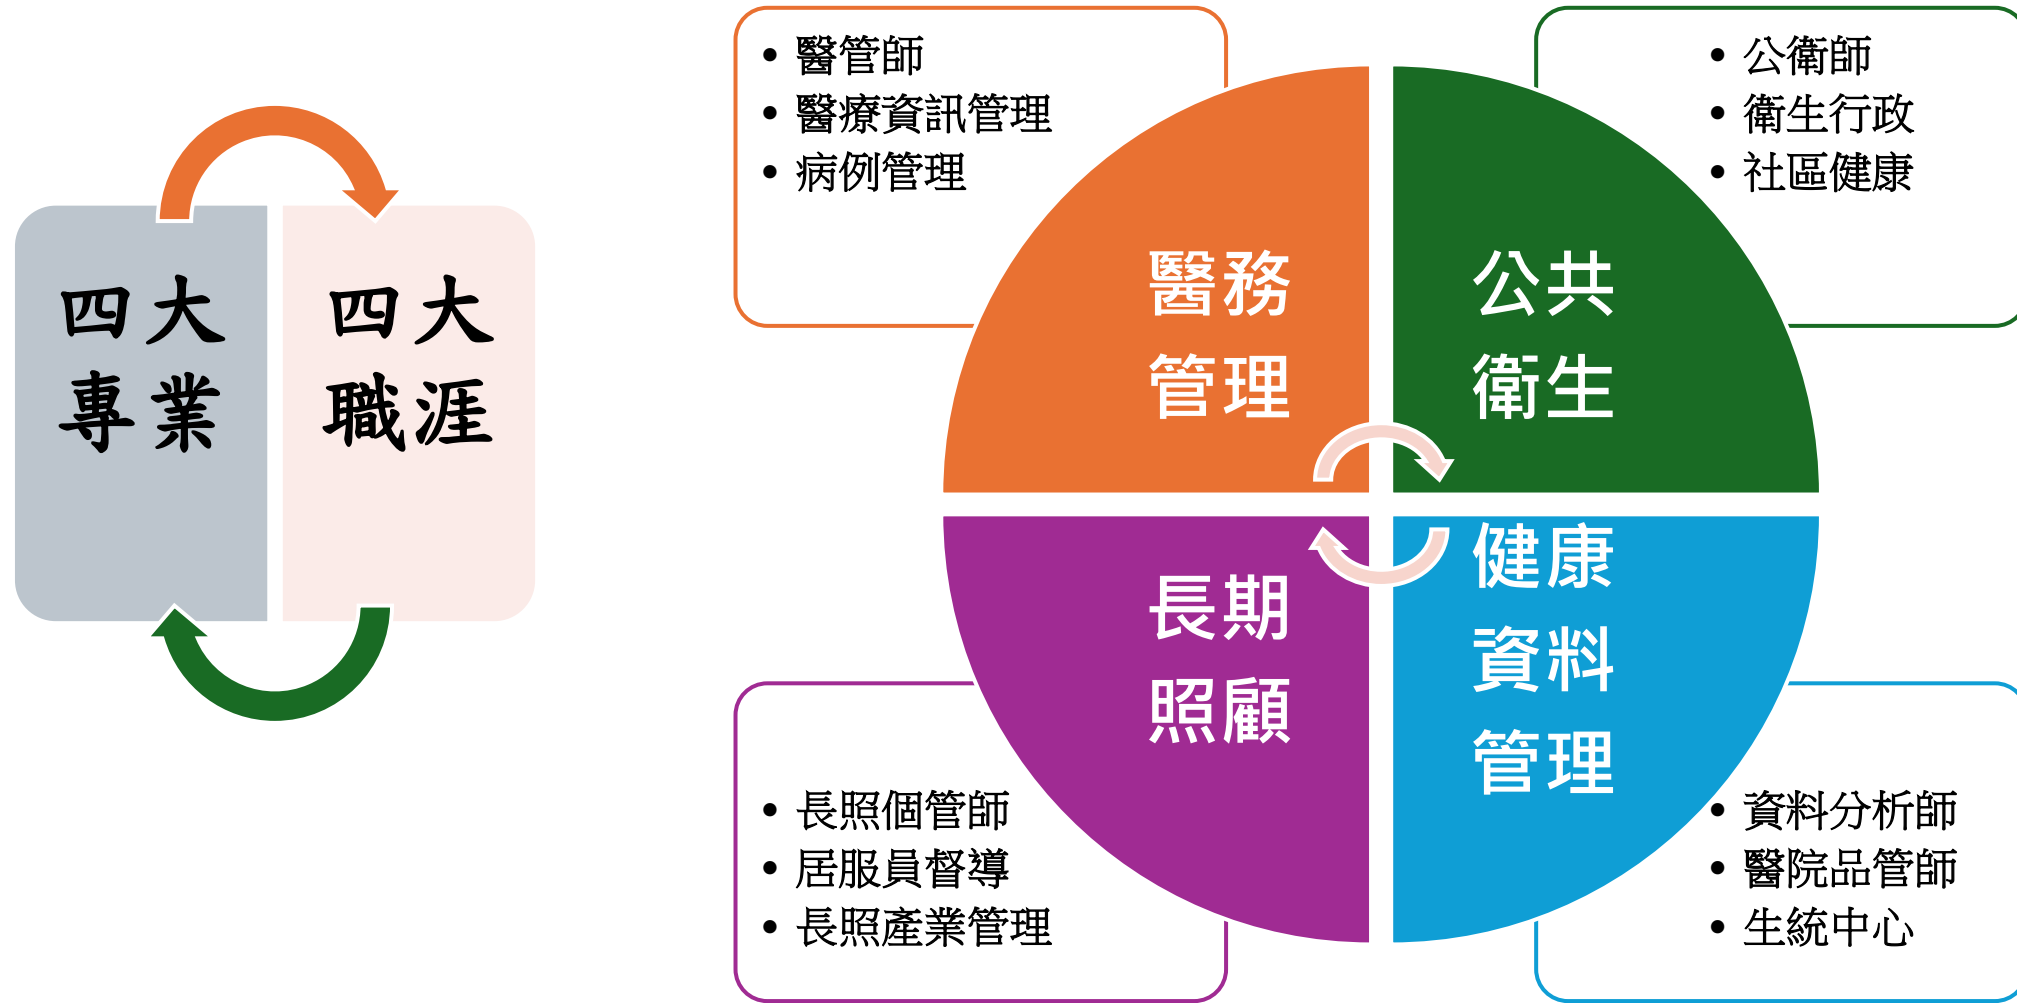 四大
專業
四大
職涯
醫管師
醫療資訊管理
病例管理
公衛師
衛生行政
社區健康
醫務
管理
公共
衛生
長期
照顧
健康
資料
管理
長照個管師
居服員督導
長照產業管理
資料分析師
醫院品管師
生統中心